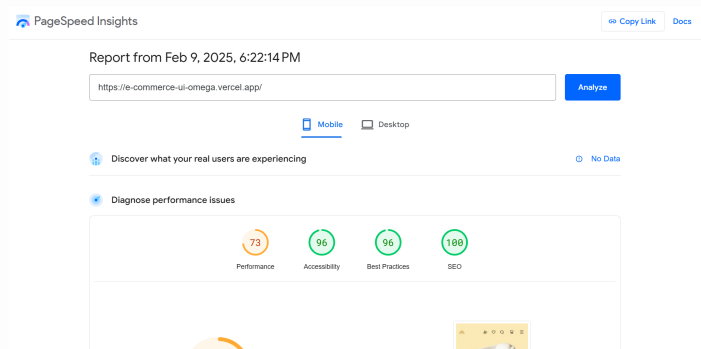 PageSpeed Insights
Copy Link
Docs
Report from Feb 9, 2025, 6:22:14 PM
https://e-commerce-ui-omega.vercel.app/
Analyze
Mobile
Desktop
Discover what your real users are experiencing
No Data
Diagnose performance issues
73
96
96
100
Performance
Accessibility
Best Practices
SEO